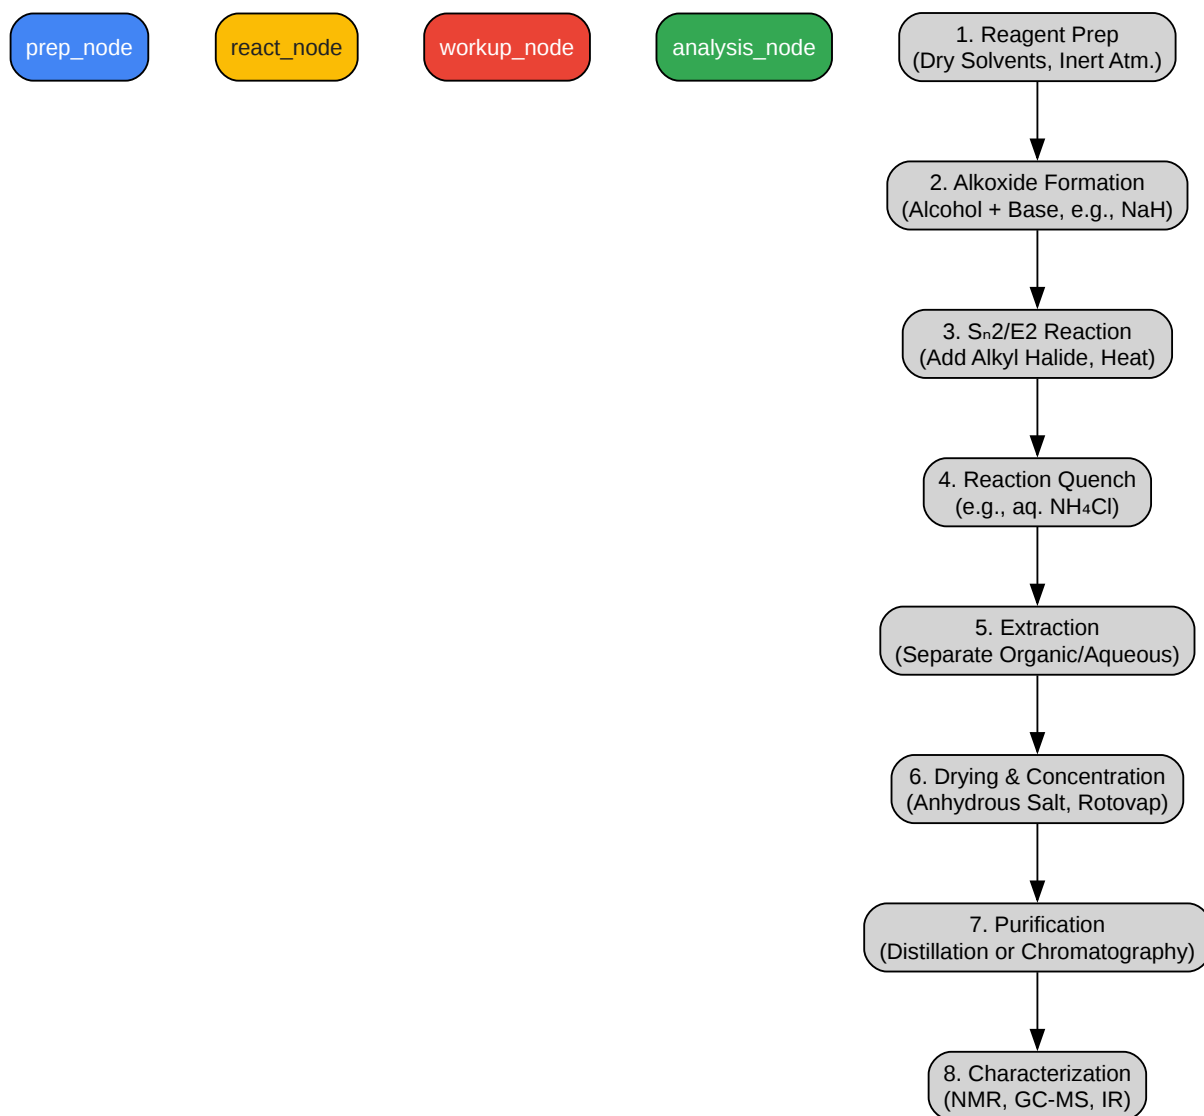 prep_node
react_node
workup_node
analysis_node
1. Reagent Prep
(Dry Solvents, Inert Atm.)
2. Alkoxide Formation
(Alcohol + Base, e.g., NaH)
3. Sₙ2/E2 Reaction
(Add Alkyl Halide, Heat)
4. Reaction Quench
(e.g., aq. NH₄Cl)
5. Extraction
(Separate Organic/Aqueous)
6. Drying & Concentration
(Anhydrous Salt, Rotovap)
7. Purification
(Distillation or Chromatography)
8. Characterization
(NMR, GC-MS, IR)